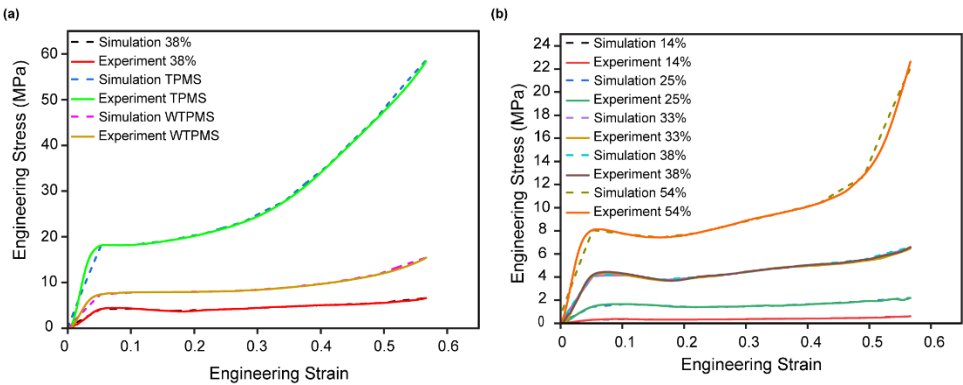 (a)
Simulation 38%
Experiment 38%
Simulation TPMS
Experiment TPMS
Simulation WTPMS
Experiment WTPMS
Engineering Stress (MPa)
60
50
40
30
20
10
0
0
0.1
0.2
0.3
0.4
0.5
0.6
Engineering Strain
(b)
Simulation 14%
Experiment 14%
Simulation 25%
Experiment 25%
Simulation 33%
Experiment 33%
Simulation 38%
Experiment 38%
Simulation 54%
Experiment 54%
Engineering Stress (MPa)
24
22
20
18
16
14
12
10
8
6
4
2
0
0
0.1
0.2
0.3
0.4
0.5
0.6
Engineering Strain